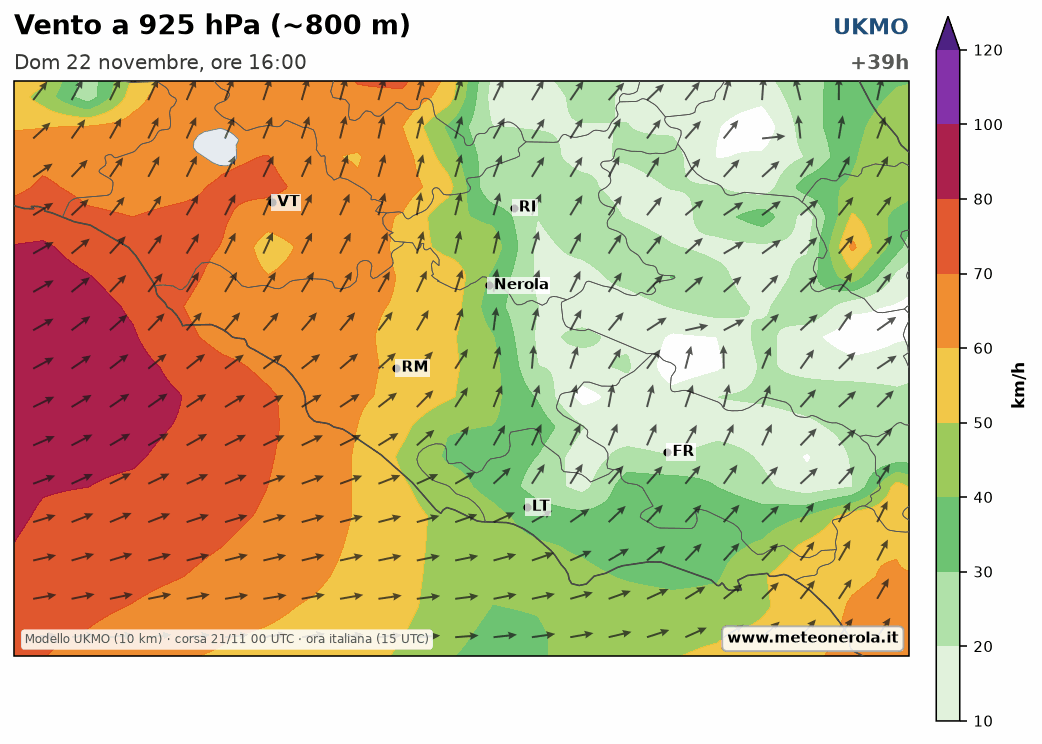 Vento a 925 hPa (~800 m)
UKMO
Dom 22 novembre, ore 16:00
+39h
120
100
80
70
60
50
40
30
20
10
km/h
VT
RI
Nerola
RM
FR
LT
Modello UKMO (10 km) · corsa 21/11 00 UTC · ora italiana (15 UTC)
www.meteonerola.it